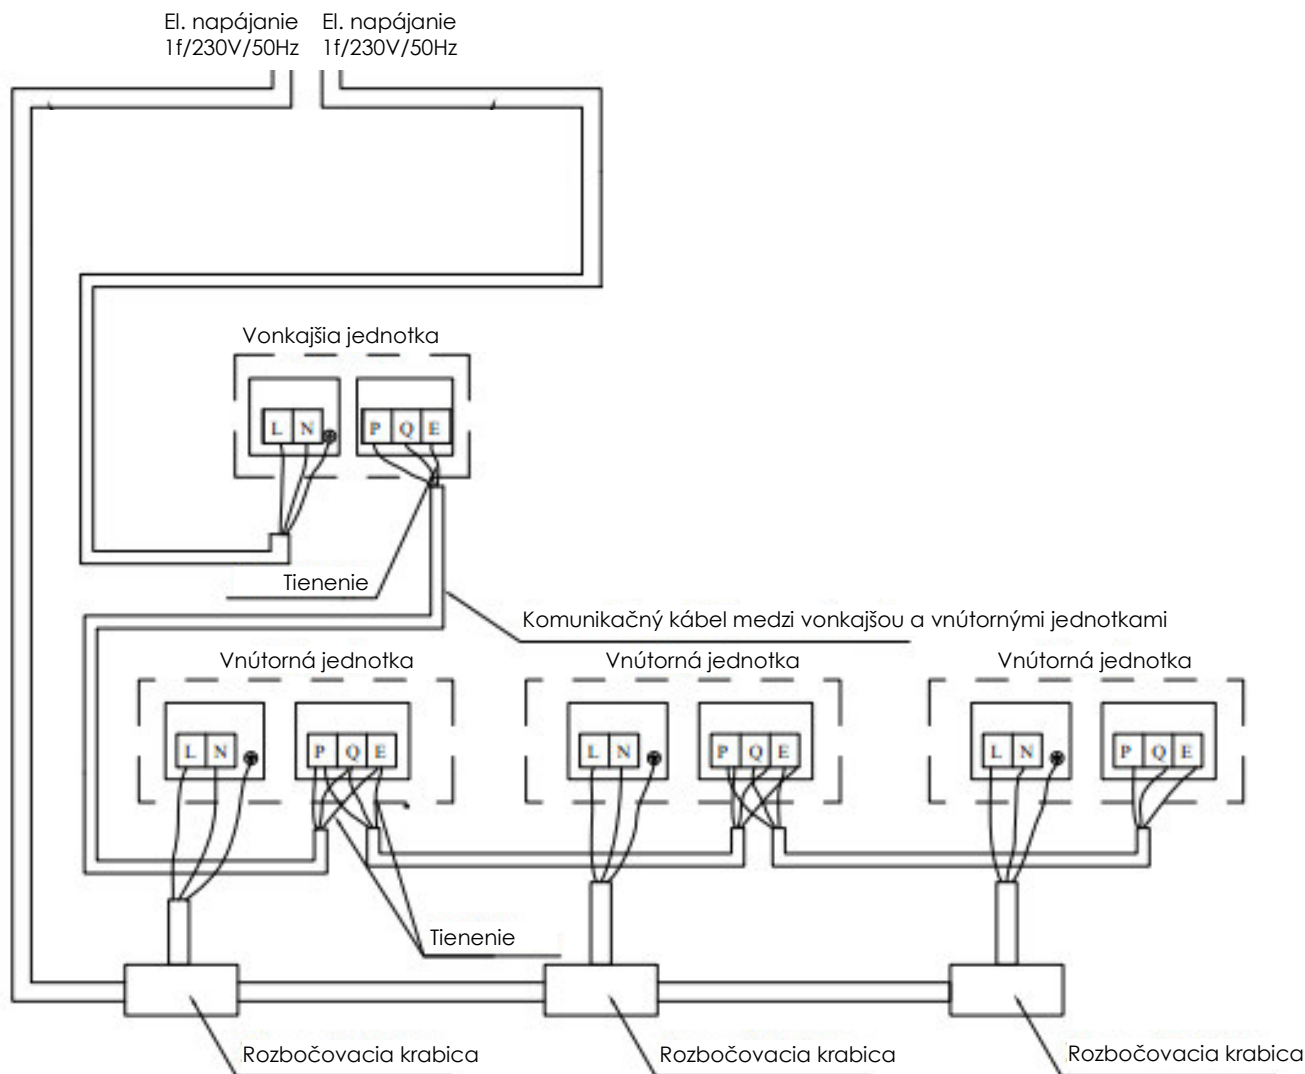 El. napájanie
1f/230V/50Hz
El. napájanie
1f/230V/50Hz
Vonkajšia jednotka
L N
P Q E
Tienenie
Komunikačný kábel medzi vonkajšou a vnútornými jednotkami
Vnútorná jednotka
Vnútorná jednotka
Vnútorná jednotka
L N
P Q E
L N
P Q E
L N
P Q E
Tienenie
Rozbočovacia krabica
Rozbočovacia krabica
Rozbočovacia krabica